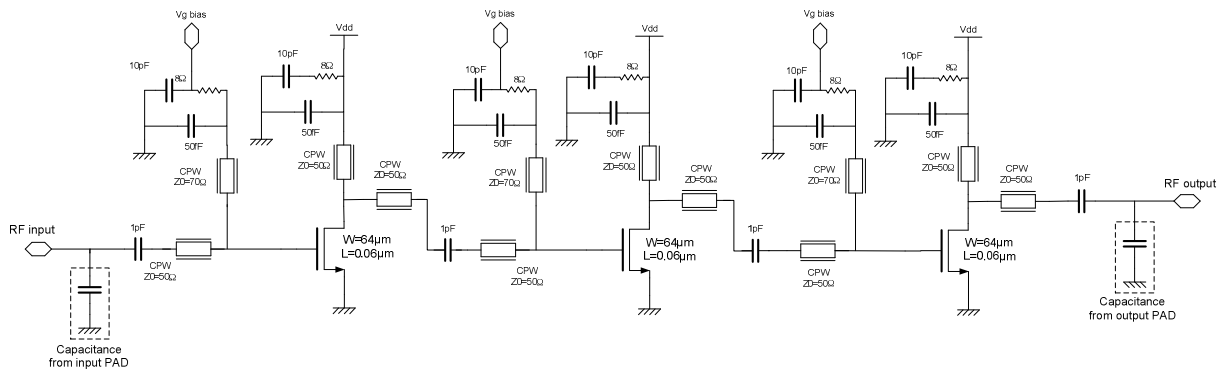 Vg bias
Vdd
Vg bias
Vdd
Vg bias
Vdd
10pF
8Ω
50fF
10pF
8Ω
50fF
10pF
8Ω
50fF
10pF
8Ω
50fF
10pF
8Ω
50fF
10pF
8Ω
50fF
CPW
Z0=70Ω
CPW
Z0=50Ω
CPW
Z0=50Ω
CPW
Z0=70Ω
CPW
Z0=50Ω
CPW
Z0=50Ω
CPW
Z0=70Ω
CPW
Z0=50Ω
CPW
Z0=50Ω
1pF
RF output
RF input
1pF
CPW
Z0=50Ω
W=64µm
L=0.06µm
1pF
CPW
Z0=50Ω
W=64µm
L=0.06µm
1pF
CPW
Z0=50Ω
W=64µm
L=0.06µm
Capacitance
from input PAD
Capacitance
from output PAD